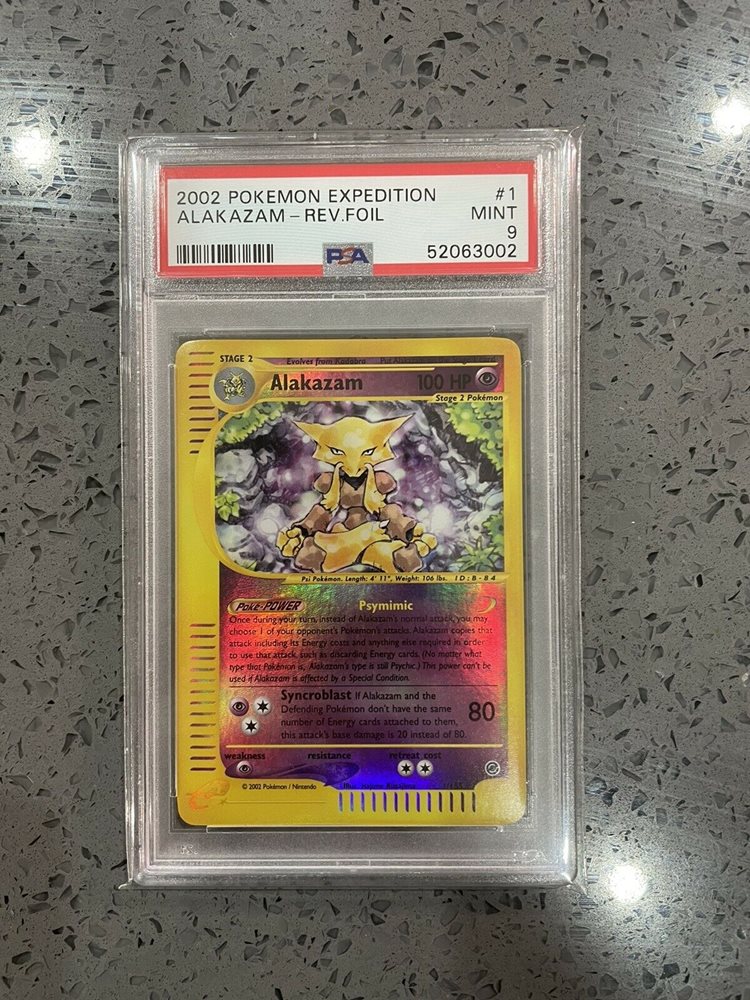 2002 POKEMON EXPEDITION #1
ALAKAZAM - REV.FOIL MINT
9
PSA 52063002
STAGE 2 Evolves from Kadabra Put Alakazam
Alakazam 100 HP
Stage 2 Pokémon
Psi Pokémon. Length: 4' 11", Weight: 106 lbs. ID: B - 84
Poké-POWER Psymimic
Once during your turn, instead of Alakazam's normal attack, you may
choose 1 of your opponent's Pokémon's attacks. Alakazam copies that
attack including its Energy costs and anything else required in order
to use that attack, such as discarding Energy cards. (No matter what
type that Pokémon is, Alakazam's type is still Psychic.) This power can't be
used if Alakazam is affected by a Special Condition.
Syncroblast If Alakazam and the
Defending Pokémon don't have the same
number of Energy cards attached to them,
this attack's base damage is 20 instead of 80.
80
weakness resistance retreat cost
© 2002 Pokémon / Nintendo Illus.